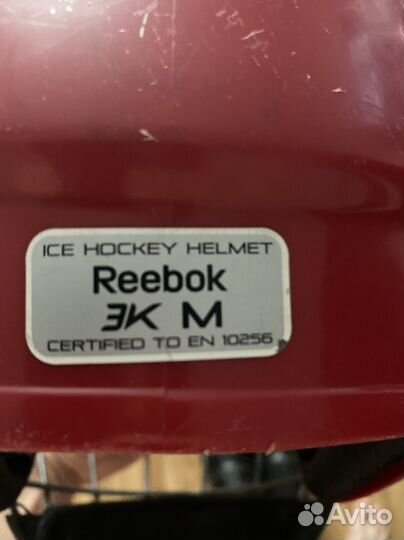 ICE HOCKEY HELMET
Reebok
3K M
CERTIFIED TO EN 10256
Avito